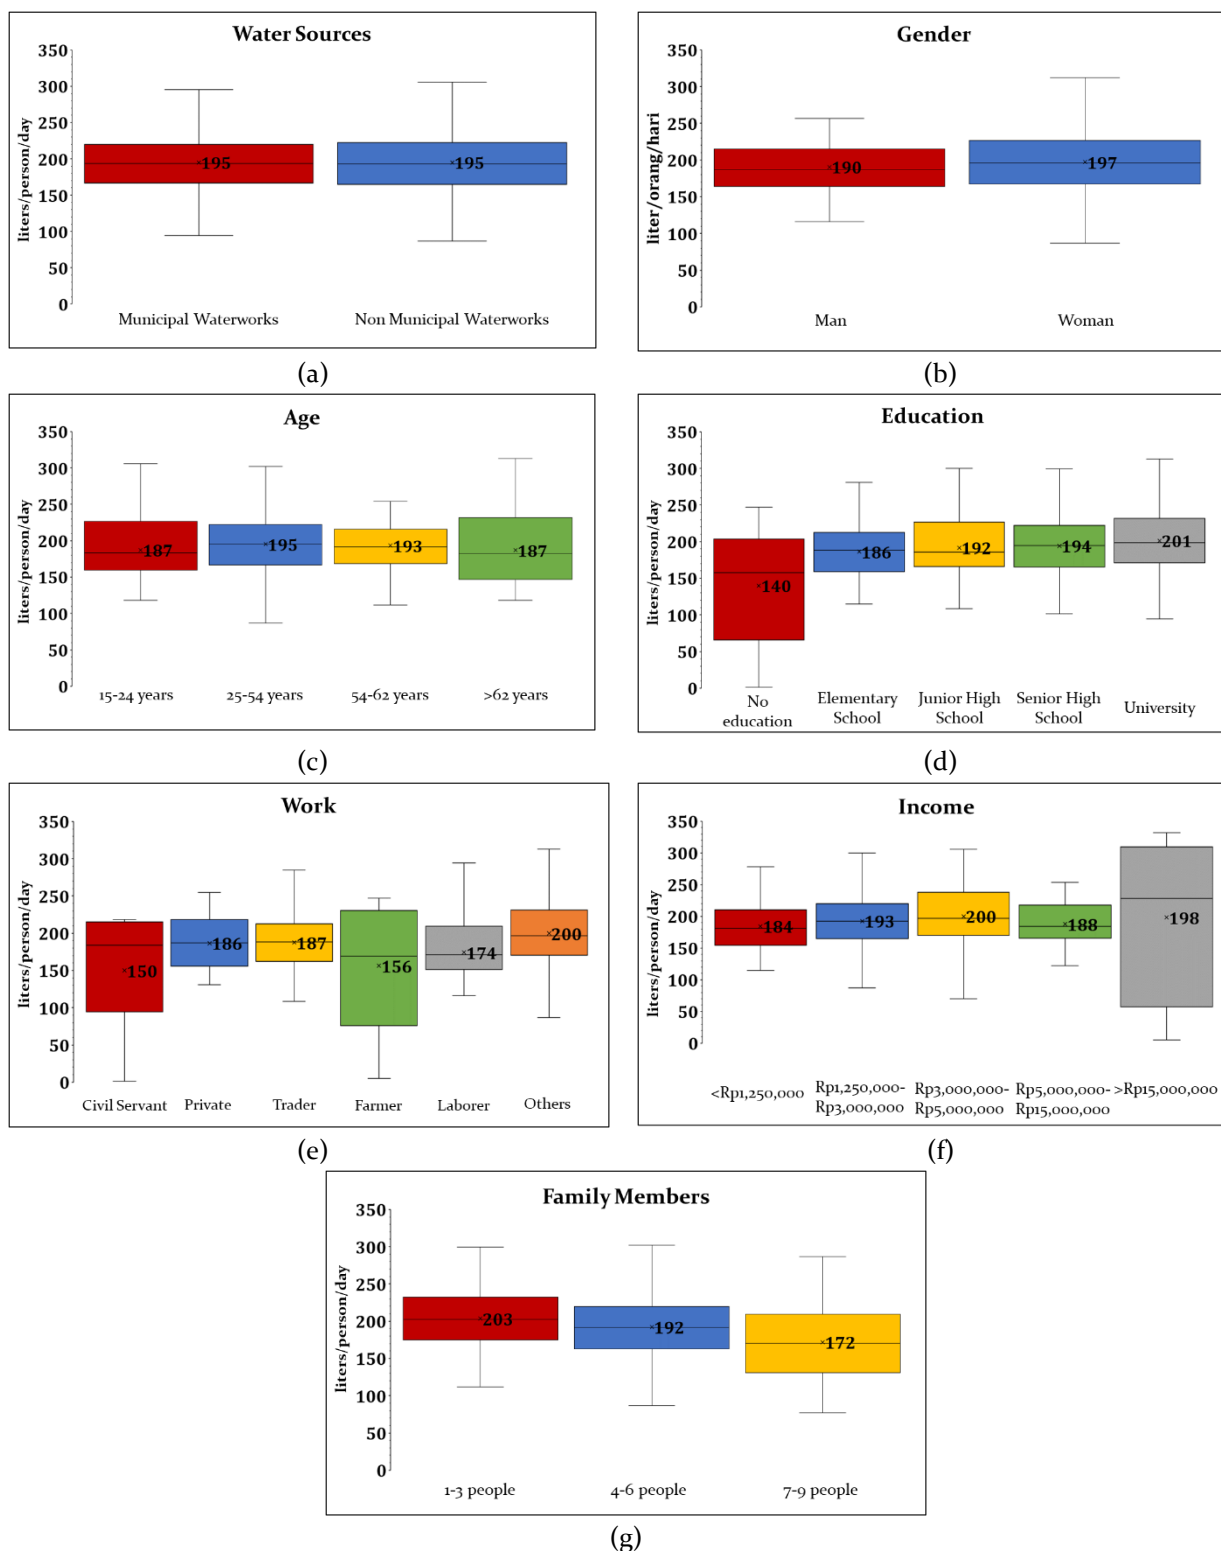 Water Sources
350
300
250
200
150
100
50
0
liters/person/day
195
195
Municipal Waterworks
Non Municipal Waterworks
(a)
Gender
350
300
250
200
150
100
50
0
liter/orang/hari
190
197
Man
Woman
(b)
Age
350
300
250
200
150
100
50
0
liters/person/day
187
195
193
187
15-24 years
25-54 years
54-62 years
>62 years
(c)
Education
350
300
250
200
150
100
50
0
liters/person/day
140
186
192
194
201
No
education
Elementary
School
Junior High
School
Senior High
School
University
(d)
Work
350
300
250
200
150
100
50
0
liters/person/day
150
186
187
156
174
200
Civil Servant
Private
Trader
Farmer
Laborer
Others
(e)
Income
350
300
250
200
150
100
50
0
liters/person/day
184
193
200
188
198
<Rp1,250,000
Rp1,250,000-
Rp3,000,000
Rp3,000,000-
Rp5,000,000
Rp5,000,000-
Rp15,000,000
>Rp15,000,000
(f)
Family Members
350
300
250
200
150
100
50
0
liters/person/day
203
192
172
1-3 people
4-6 people
7-9 people
(g)